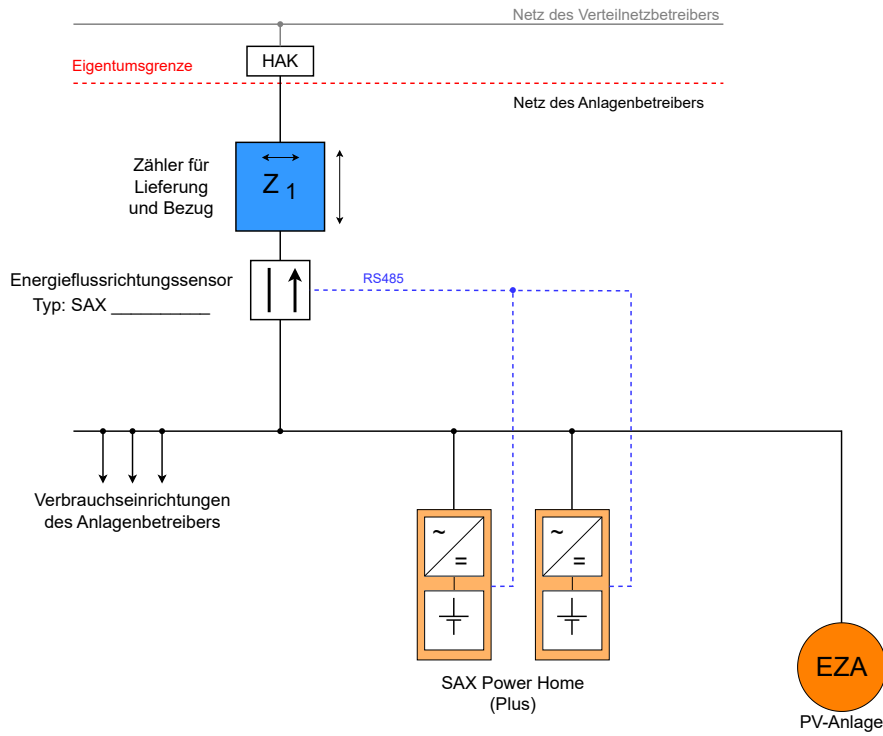 Netz des Verteilnetzbetreibers
HAK
Eigentumsgrenze
Netz des Anlagenbetreibers
Zähler für
Lieferung
und Bezug
Z 1
Energieflussrichtungssensor
Typ: SAX __________
RS485
Verbrauchseinrichtungen
des Anlagenbetreibers
~
=
~
=
SAX Power Home
(Plus)
EZA
PV-Anlage